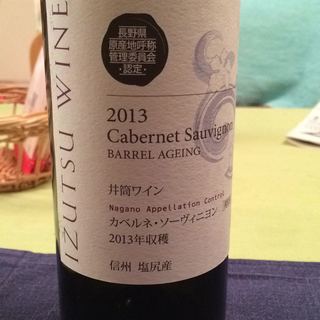 IZUTSU WINE
長野県
原産地呼称
管理委員会
・認定・
2013
Cabernet Sauvignon
BARREL AGEING
井筒ワイン
Nagano Appellation Control
カベルネ・ソーヴィニヨン
2013年収穫
信州 塩尻産